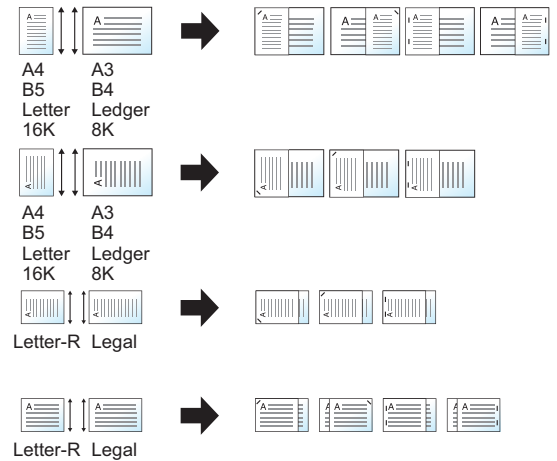 A A
A A A A
A4 A3
B5 B4
Letter Ledger
16K 8K
A A
A A A
A4 A3
B5 B4
Letter Ledger
16K 8K
A A
A A A
Letter-R Legal
A A
A A A A A A
Letter-R Legal